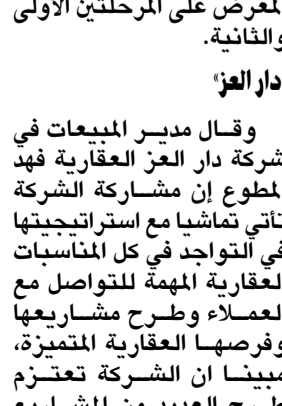 لمعرض على المرحلتين الأولى
والثانية.
دار العز»
وقال مدير المبيعات في
شركة دار العز العقارية فهد
المطوع إن مشاركة الشركة
تأتي تماشيا مع استراتيجيتها
في التواجد في كل المناسبات
العقارية المهمة للتواصل مع
العملاء وطرح مشاريعها
وفرصها العقارية المتميزة،
مبينا ان الشركة تعتزم
طرح العديد من المشاريع